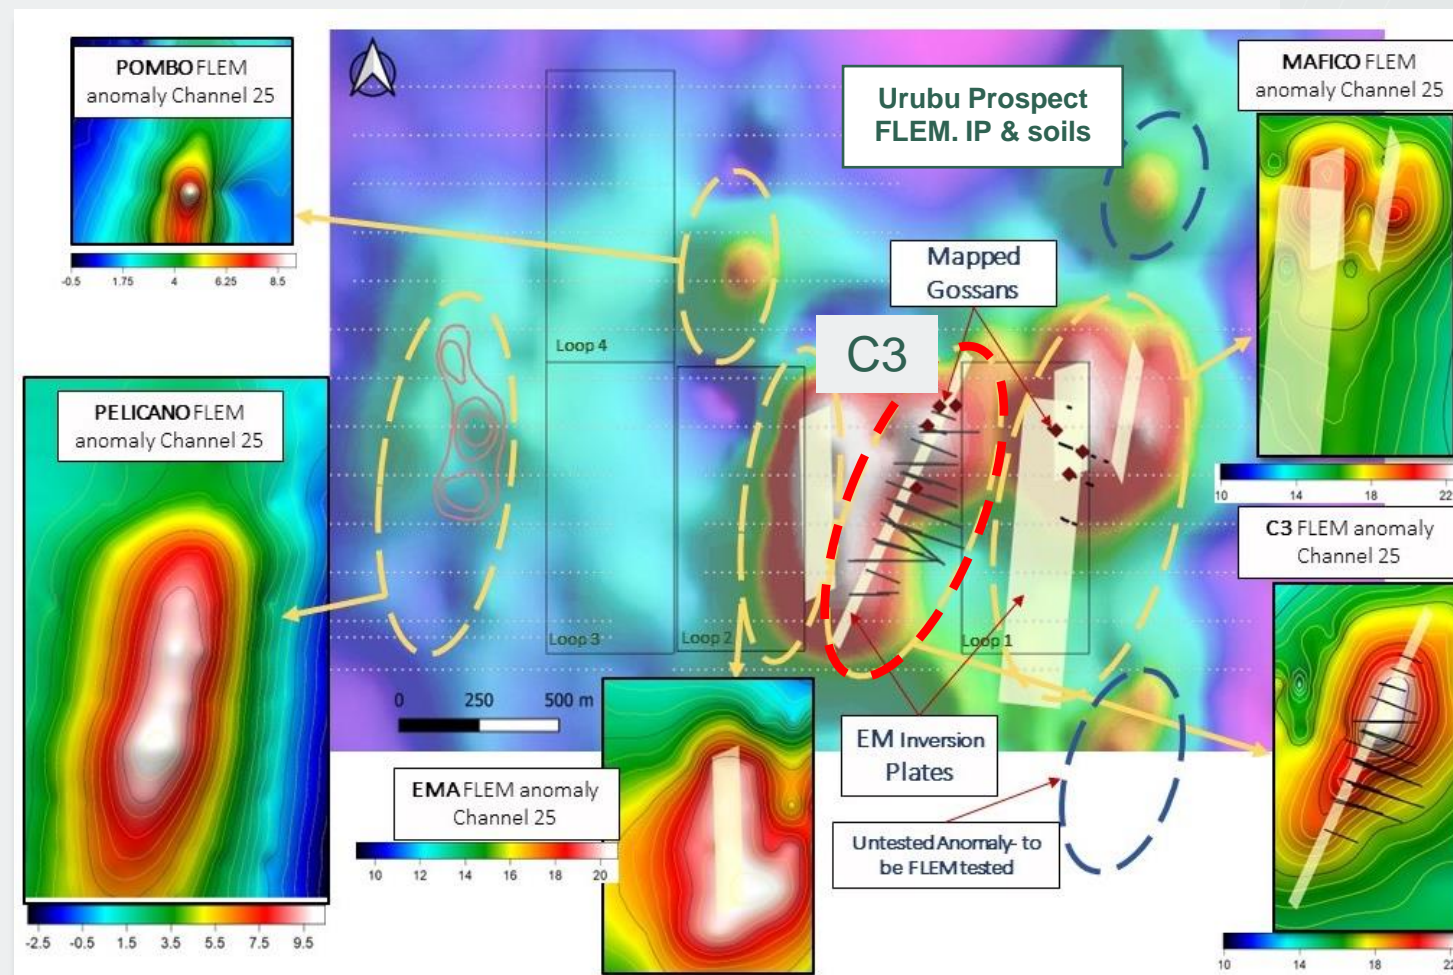 POMBO FLEM
anomaly Channel 25
-0.5 1.75 4 6.25 8.5
Urubu Prospect
FLEM. IP & soils
MAFICO FLEM
anomaly Channel 25
10 14 18 22
Mapped
Gossans
C3
Loop 4
PELICANO FLEM
anomaly Channel 25
-2.5 -0.5 1.5 3.5 5.5 7.5 9.5
Loop 3
Loop 2
Loop 1
0 250 500 m
C3 FLEM anomaly
Channel 25
10 14 18
EM Inversion
Plates
EMA FLEM anomaly
Channel 25
10 12 14 16 18 20
Untested Anomaly- to
be FLEM tested